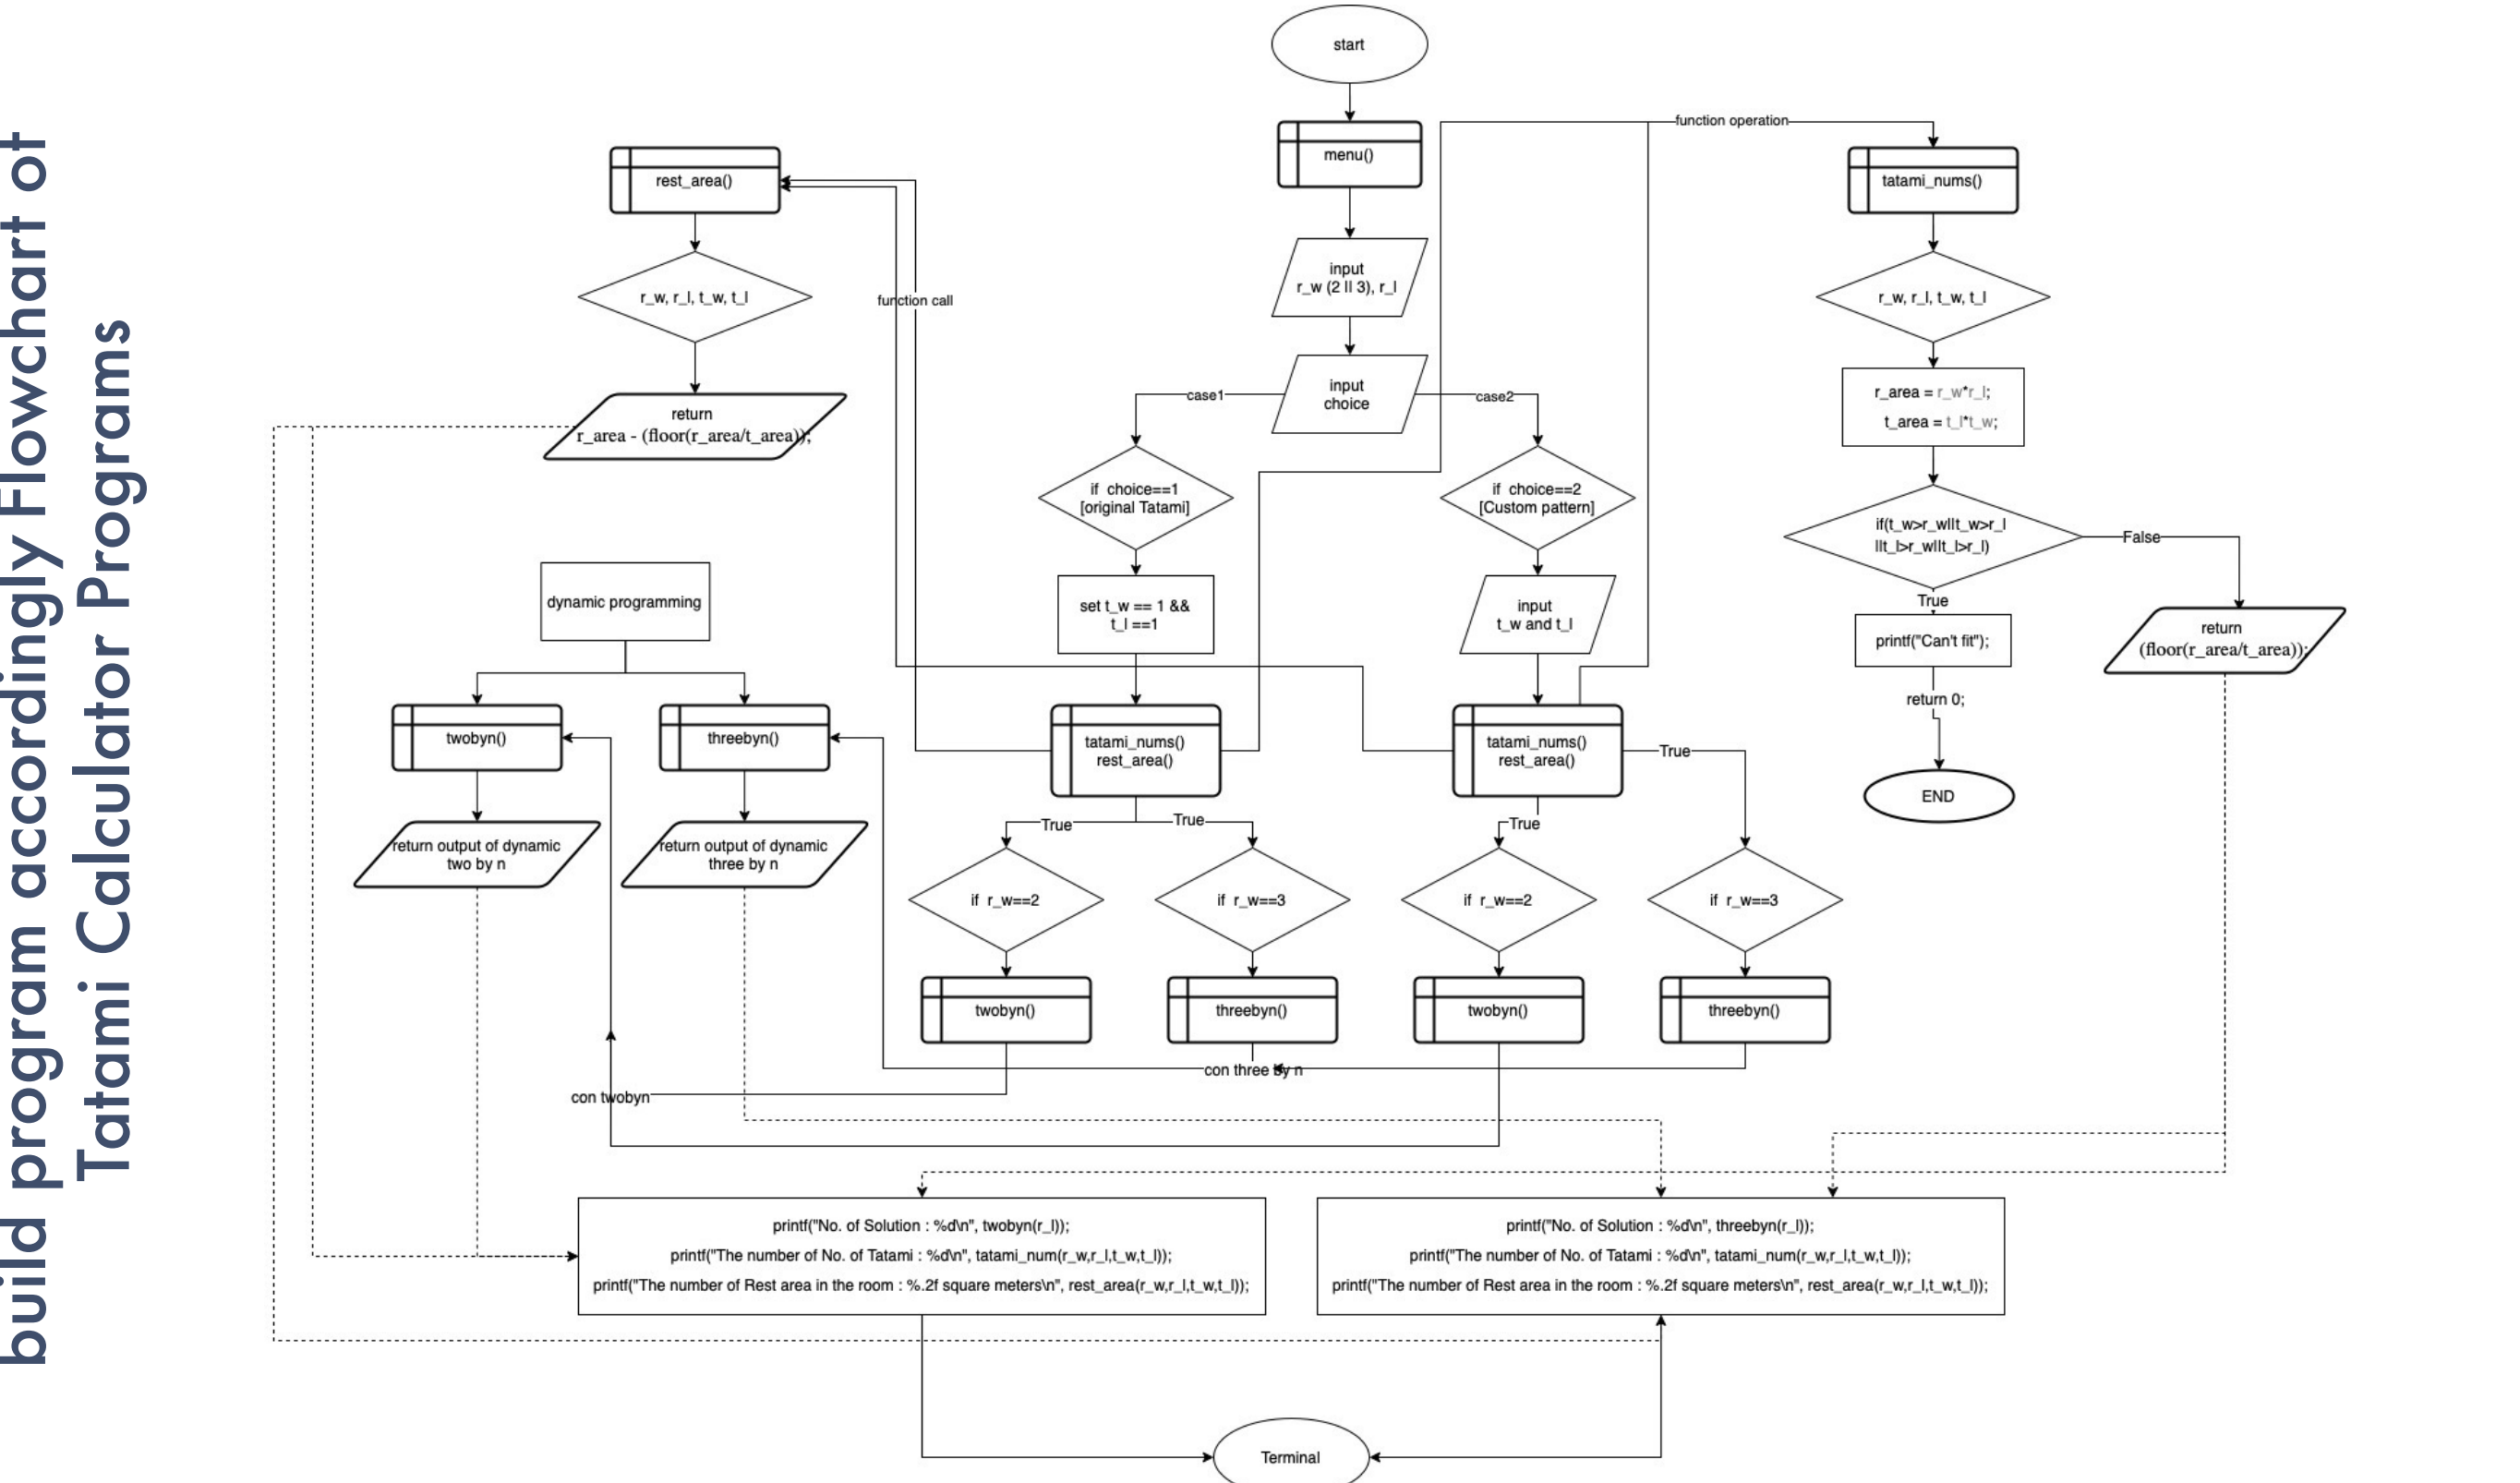 build program accordingly Flowchart of
Tatami Calculator Programs
start
menu()
input
r_w (2 || 3), r_l
input
choice
case1
case2
if choice==1
[original Tatami]
if choice==2
[Custom pattern]
set t_w == 1 &&
t_l ==1
input
t_w and t_l
tatami_nums()
rest_area()
tatami_nums()
rest_area()
True
True
True
True
if r_w==2
if r_w==3
if r_w==2
if r_w==3
twobyn()
threebyn()
twobyn()
threebyn()
con three by n
con twobyn
rest_area()
r_w, r_l, t_w, t_l
return
r_area - (floor(r_area/t_area));
function call
dynamic programming
twobyn()
threebyn()
return output of dynamic
two by n
return output of dynamic
three by n
function operation
tatami_nums()
r_w, r_l, t_w, t_l
r_area = r_w*r_l;
t_area = t_l*t_w;
if(t_w>r_w||t_w>r_l
||t_l>r_w||t_l>r_l)
False
True
printf("Can't fit");
return 0;
END
return
(floor(r_area/t_area));
printf("No. of Solution : %d\n", twobyn(r_l));
printf("The number of No. of Tatami : %d\n", tatami_num(r_w,r_l,t_w,t_l));
printf("The number of Rest area in the room : %.2f square meters\n", rest_area(r_w,r_l,t_w,t_l));
printf("No. of Solution : %d\n", threebyn(r_l));
printf("The number of No. of Tatami : %d\n", tatami_num(r_w,r_l,t_w,t_l));
printf("The number of Rest area in the room : %.2f square meters\n", rest_area(r_w,r_l,t_w,t_l));
Terminal